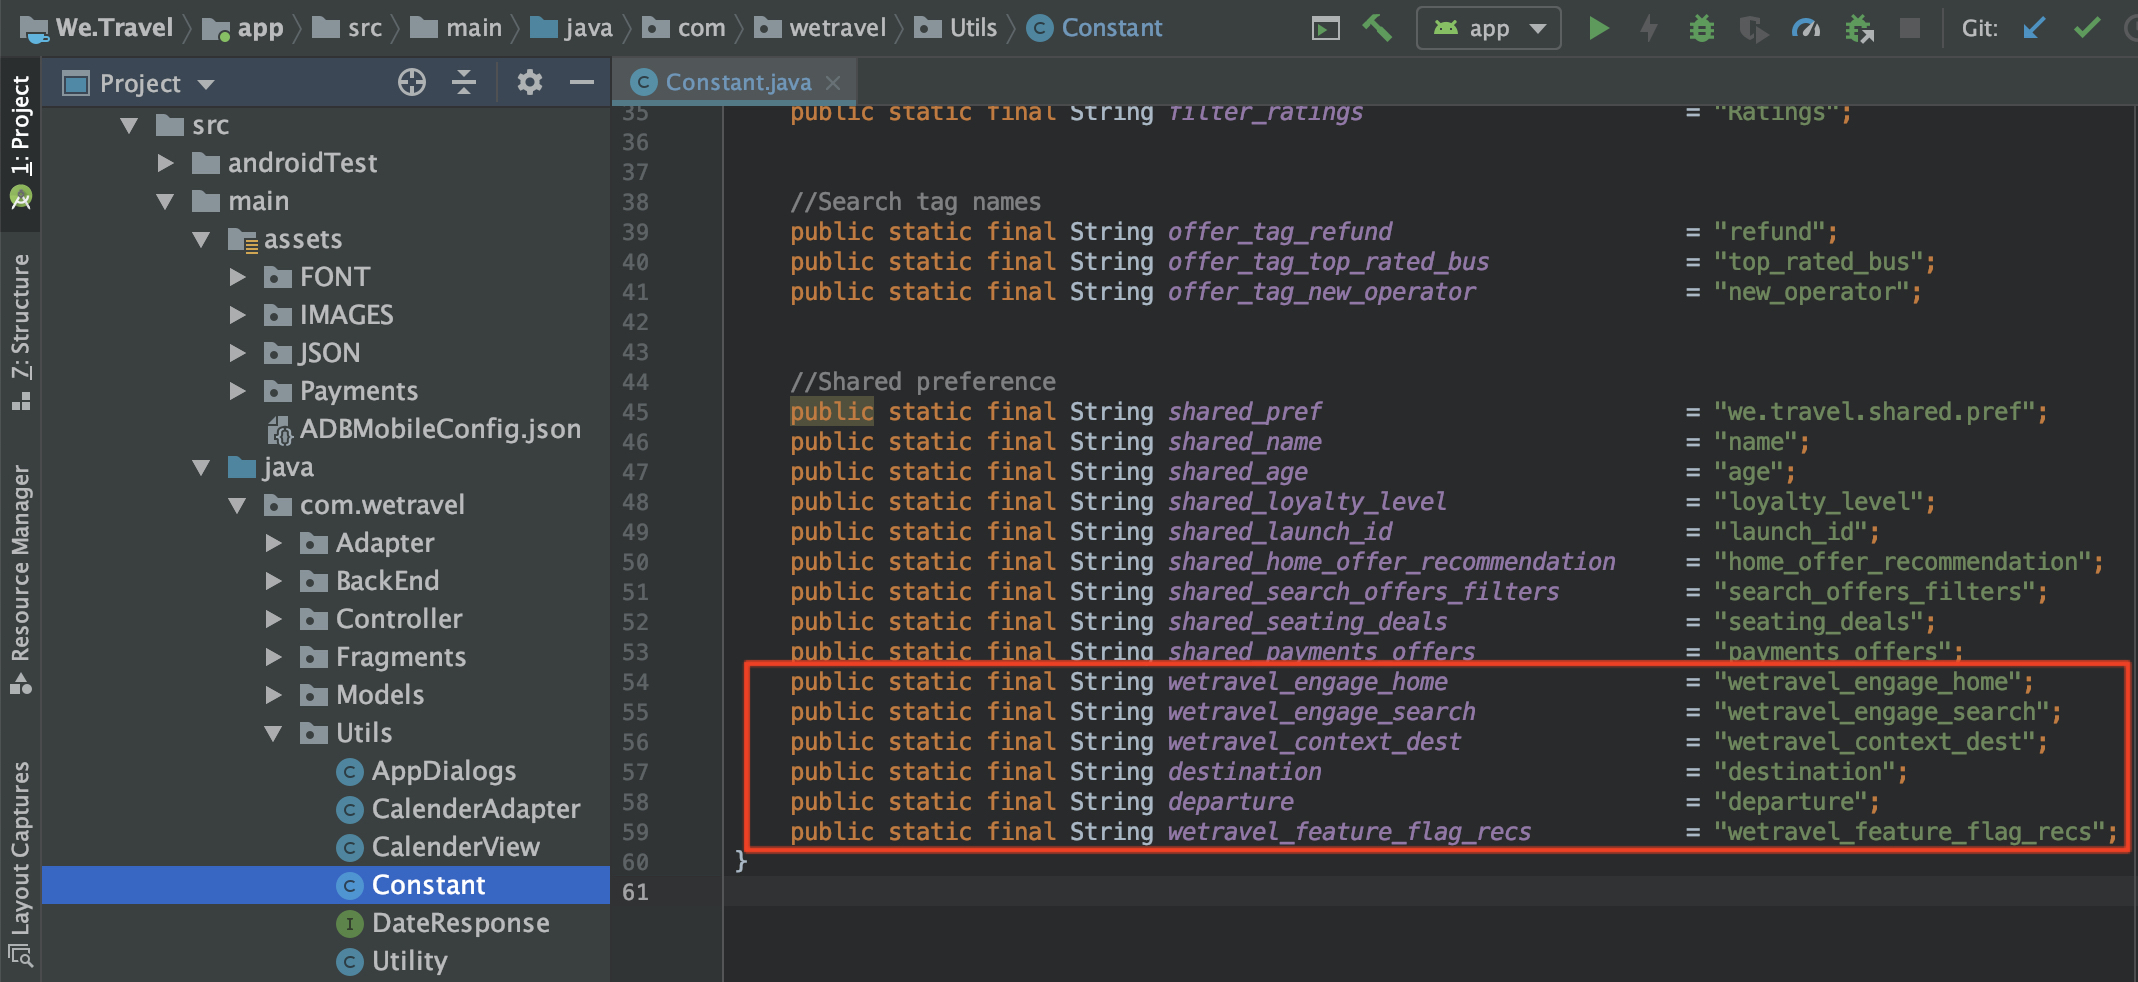 We.Travel app src main java com wetravel Utils Constant app Git:
Project
Constant.java
1: Project
Z: Structure
Resource Manager
Layout Captures
src
androidTest
main
assets
FONT
IMAGES
JSON
Payments
ADBMobileConfig.json
java
com.wetravel
Adapter
BackEnd
Controller
Fragments
Models
Utils
AppDialogs
CalenderAdapter
CalenderView
Constant
DateResponse
Utility
35 public static final String filter_ratings = "Ratings";
36
37
38 //Search tag names
39 public static final String offer_tag_refund = "refund";
40 public static final String offer_tag_top_rated_bus = "top_rated_bus";
41 public static final String offer_tag_new_operator = "new_operator";
42
43
44 //Shared preference
45 public static final String shared_pref = "we.travel.shared.pref";
46 public static final String shared_name = "name";
47 public static final String shared_age = "age";
48 public static final String shared_loyalty_level = "loyalty_level";
49 public static final String shared_launch_id = "launch_id";
50 public static final String shared_home_offer_recommendation = "home_offer_recommendation";
51 public static final String shared_search_offers_filters = "search_offers_filters";
52 public static final String shared_seating_deals = "seating_deals";
53 public static final String shared_payments_offers = "payments_offers";
54 public static final String wetravel_engage_home = "wetravel_engage_home";
55 public static final String wetravel_engage_search = "wetravel_engage_search";
56 public static final String wetravel_context_dest = "wetravel_context_dest";
57 public static final String destination = "destination";
58 public static final String departure = "departure";
59 public static final String wetravel_feature_flag_recs = "wetravel_feature_flag_recs";
60 }
61